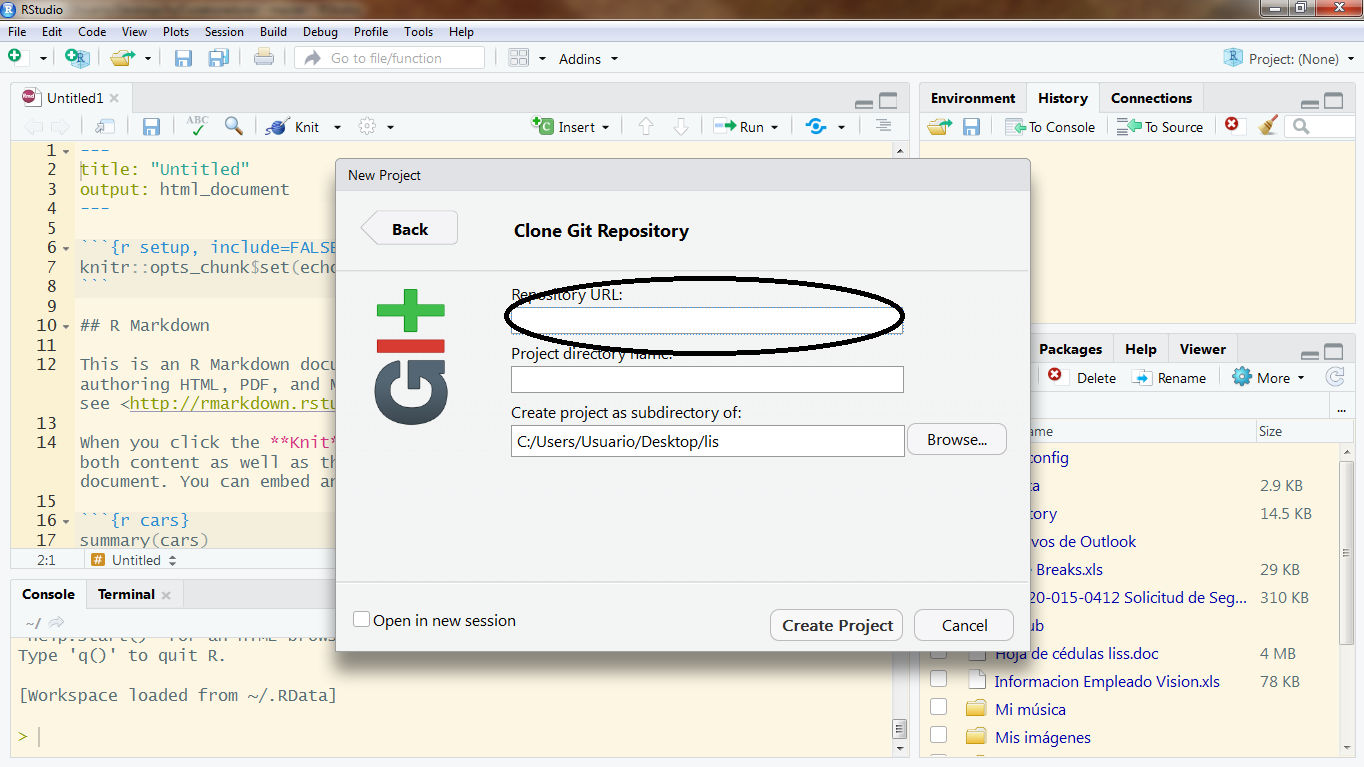 RStudio
File Edit Code View Plots Session Build Debug Profile Tools Help
Go to file/function
Addins
Project: (None)
Untitled1
ABC
Knit
Insert
Run
1 ---
2 title: "Untitled"
3 output: html_document
4 ---
5
6 ```{r setup, include=FALSE
7 knitr::opts_chunk$set(echo
8 ```
9
10 ## R Markdown
11
12 This is an R Markdown docu
authoring HTML, PDF, and M
see <http://rmarkdown.rstu
13
14 When you click the **Knit*
both content as well as th
document. You can embed an
15
16 ```{r cars}
17 summary(cars)
2:1 # Untitled
Console Terminal
~/
'help.start()' for an HTML brows
Type 'q()' to quit R.
[Workspace loaded from ~/.RData]
>
New Project
Back
Clone Git Repository
GIt
Repository URL:
Project directory name:
Create project as subdirectory of:
C:/Users/Usuario/Desktop/lis
Browse...
Open in new session
Create Project
Cancel
Environment History Connections
To Console To Source
Packages Help Viewer
Delete Rename More
...
ame Size
config
ta 2.9 KB
tory 14.5 KB
vos de Outlook
Breaks.xls 29 KB
20-015-0412 Solicitud de Seg... 310 KB
ub
Hoja de cédulas liss.doc 4 MB
Informacion Empleado Vision.xls 78 KB
Mi música
Mis imágenes